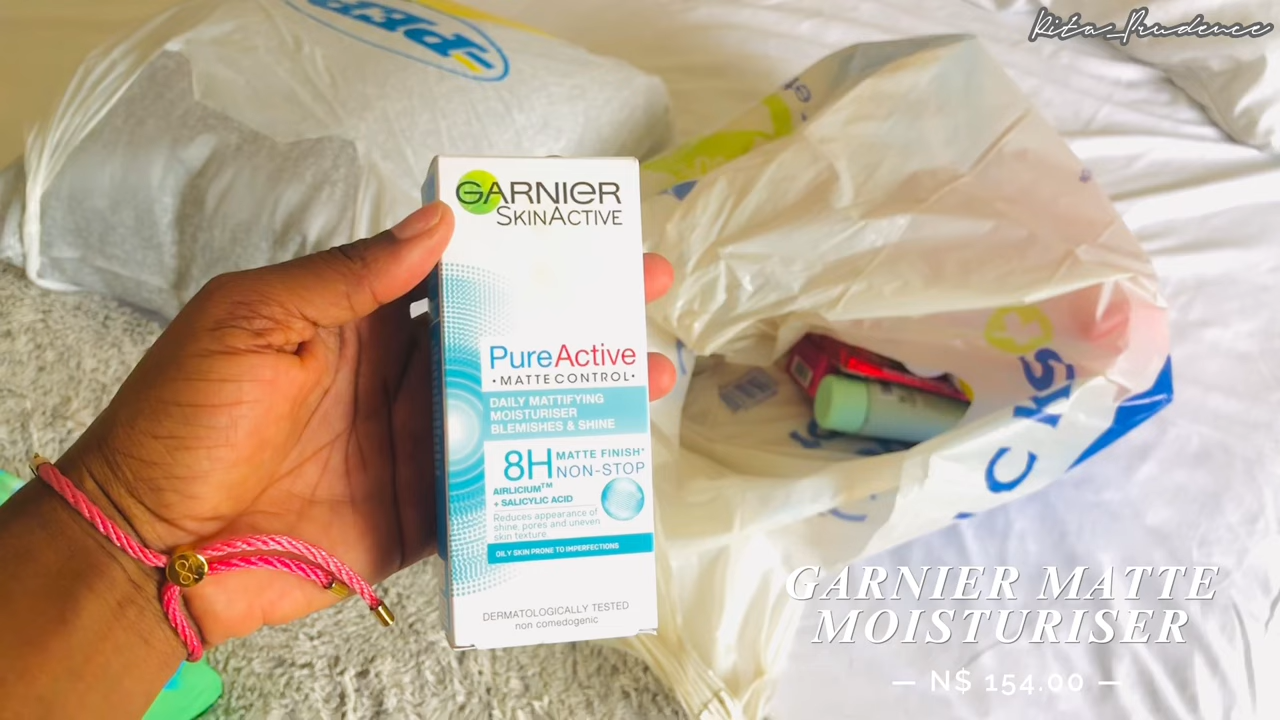 Rita_Prudence
-PEP
GARNIER
SKINACTIVE
PureActive
•MATTE CONTROL•
DAILY MATTIFYING
MOISTURISER
BLEMISHES & SHINE
8H MATTE FINISH*
NON-STOP
AIRLICIUM™
+ SALICYLIC ACID
Reduces appearance of
shine, pores and uneven
skin texture.
OILY SKIN PRONE TO IMPERFECTIONS
DERMATOLOGICALLY TESTED
non comedogenic
CKS
GARNIER MATTE
MOISTURISER
— N$ 154.00 —